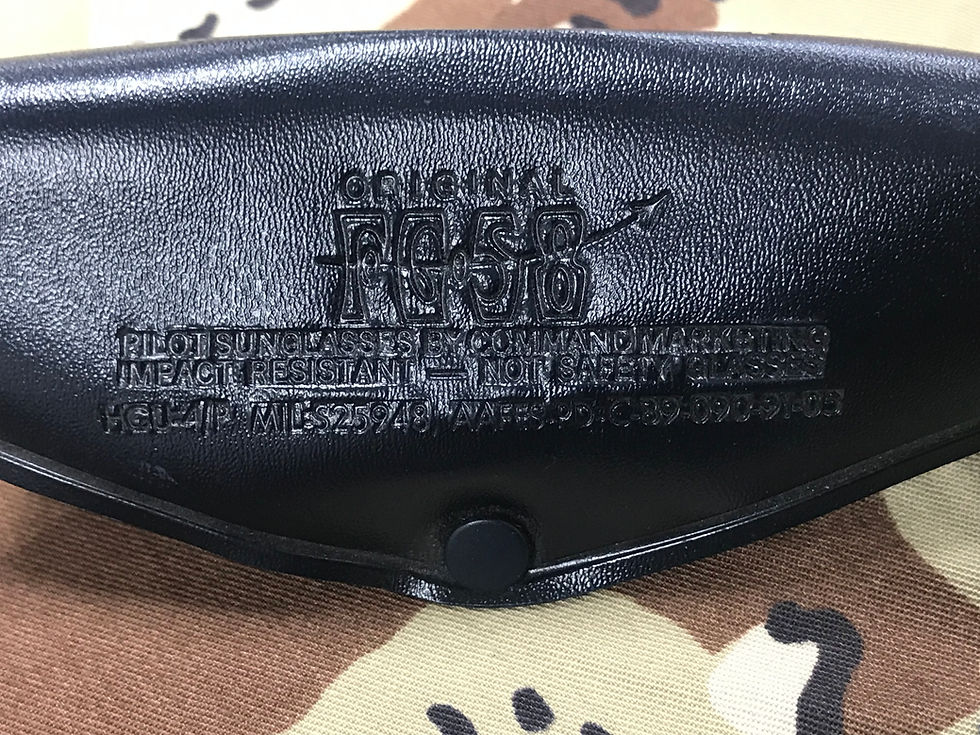 ORIGINAL
F.G.58
PILOT SUNGLASSES BY COMMAND MARKETING
IMPACT RESISTANT — NOT SAFETY GLASSES
HGU-4/P MIL-S25948 AAFES-PD-C-89-090-91-05